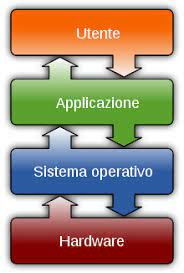 Utente
Applicazione
Sistema operativo
Hardware